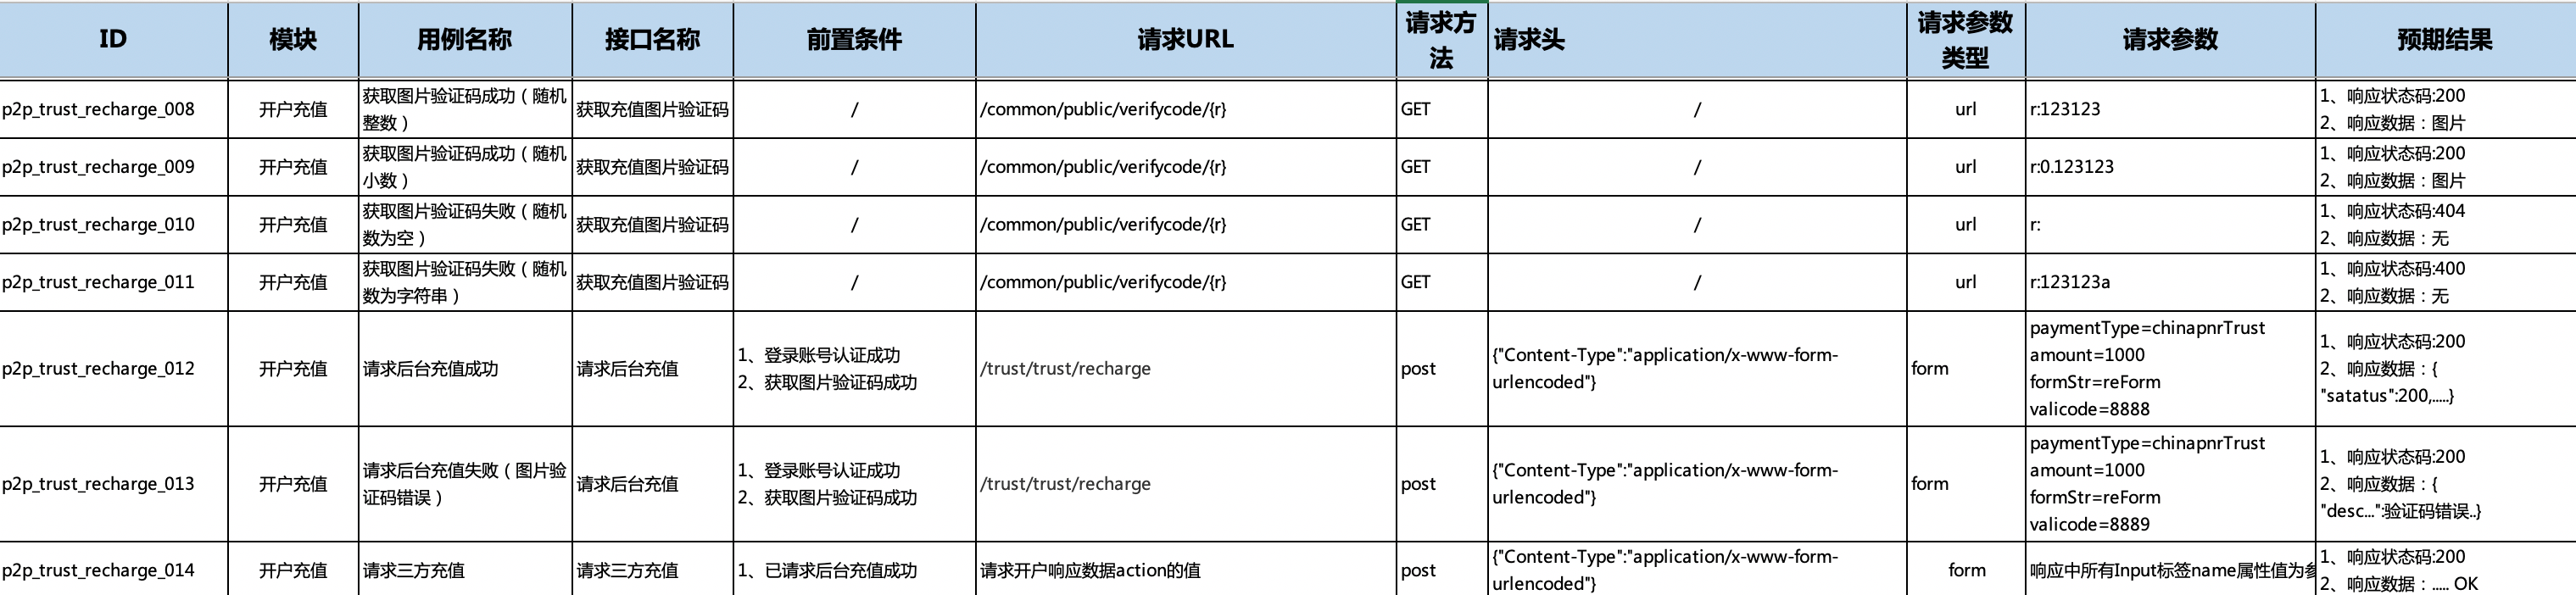 ID 模块 用例名称 接口名称 前置条件 请求URL 请求方法 请求头 请求参数类型 请求参数 预期结果
p2p_trust_recharge_008 开户充值 获取图片验证码成功（随机整数） 获取充值图片验证码 / /common/public/verifycode/{r} GET / url r:123123 1、响应状态码:200
2、响应数据：图片
p2p_trust_recharge_009 开户充值 获取图片验证码成功（随机小数） 获取充值图片验证码 / /common/public/verifycode/{r} GET / url r:0.123123 1、响应状态码:200
2、响应数据：图片
p2p_trust_recharge_010 开户充值 获取图片验证码失败（随机数为空） 获取充值图片验证码 / /common/public/verifycode/{r} GET / url r: 1、响应状态码:404
2、响应数据：无
p2p_trust_recharge_011 开户充值 获取图片验证码失败（随机数为字符串） 获取充值图片验证码 / /common/public/verifycode/{r} GET / url r:123123a 1、响应状态码:400
2、响应数据：无
p2p_trust_recharge_012 开户充值 请求后台充值成功 请求后台充值
1、登录账号认证成功
2、获取图片验证码成功
/trust/trust/recharge post
{"Content-Type":"application/x-www-form-
urlencoded"}
form
paymentType=chinapnrTrust
amount=1000
formStr=reForm
valicode=8888
1、响应状态码:200
2、响应数据：{
"satatus":200,.....}
p2p_trust_recharge_013 开户充值 请求后台充值失败（图片验证码错误） 请求后台充值
1、登录账号认证成功
2、获取图片验证码成功
/trust/trust/recharge post
{"Content-Type":"application/x-www-form-
urlencoded"}
form
paymentType=chinapnrTrust
amount=1000
formStr=reForm
valicode=8889
1、响应状态码:200
2、响应数据：{
"desc...":验证码错误..}
p2p_trust_recharge_014 开户充值 请求三方充值 请求三方充值 1、已请求后台充值成功 请求开户响应数据action的值 post
{"Content-Type":"application/x-www-form-
urlencoded"}
form 响应中所有Input标签name属性值为参
1、响应状态码:200
2、响应数据：..... OK